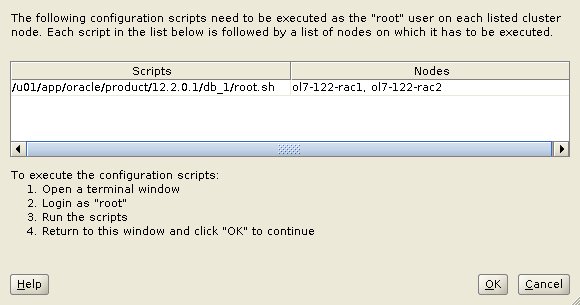 The following configuration scripts need to be executed as the "root" user on each listed cluster
node. Each script in the list below is followed by a list of nodes on which it has to be executed.
Scripts Nodes
/u01/app/oracle/product/12.2.0.1/db_1/root.sh ol7-122-rac1, ol7-122-rac2
To execute the configuration scripts:
1. Open a terminal window
2. Login as "root"
3. Run the scripts
4. Return to this window and click "OK" to continue
Help OK Cancel